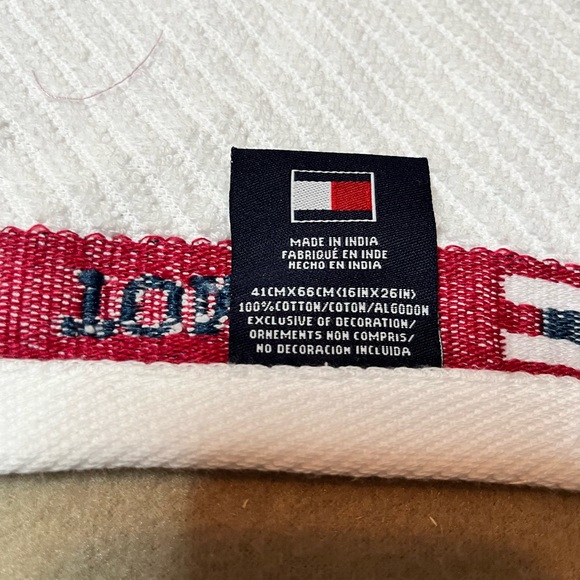 MADE IN INDIA
FABRIQUÉ EN INDE
HECHO EN INDIA
41CMX66CM(16INX26IN)
100%COTTON/COTON/ALGODON
EXCLUSIVE OF DECORATION/
ORNEMENTS NON COMPRIS/
NO DECORACION INCLUIDA